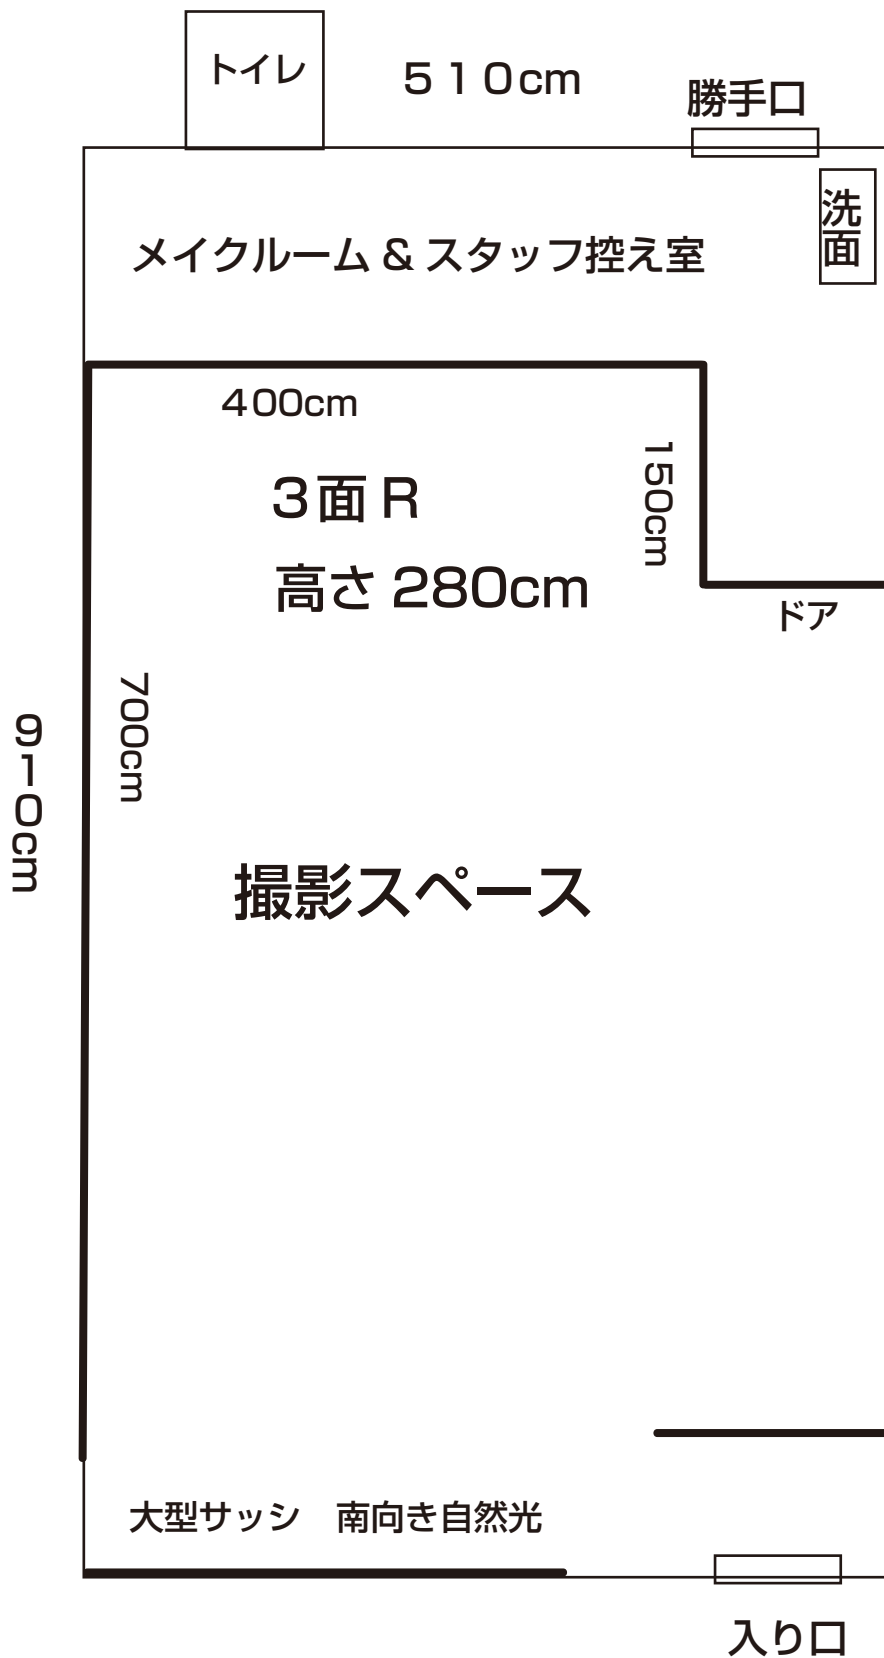 トイレ
５１０cm
勝手口
洗面
メイクルーム & スタッフ控え室
４００cm
150cm
３面 R
高さ 280cm
ドア
700cm
９１０cm
撮影スペース
大型サッシ　南向き自然光
入り口